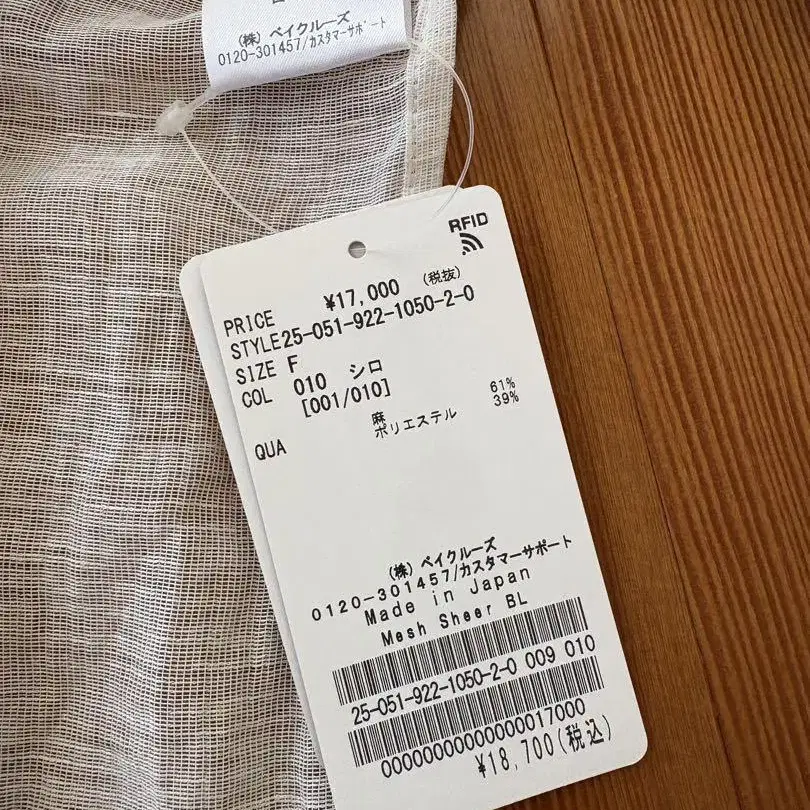 (株) ベイクルーズ
0120-301457/カスタマーサポート
RFID
PRICE ¥17,000 (税抜)
STYLE25-051-922-1050-2-0
SIZE F
COL 010 シロ
[001/010]
QUA 麻 61%
ポリエステル 39%
(株) ベイクルーズ
0120-301457/カスタマーサポート
Made in Japan
Mesh Sheer BL
25-051-922-1050-2-0 009 010
00000000000000017000
¥18,700(税込)